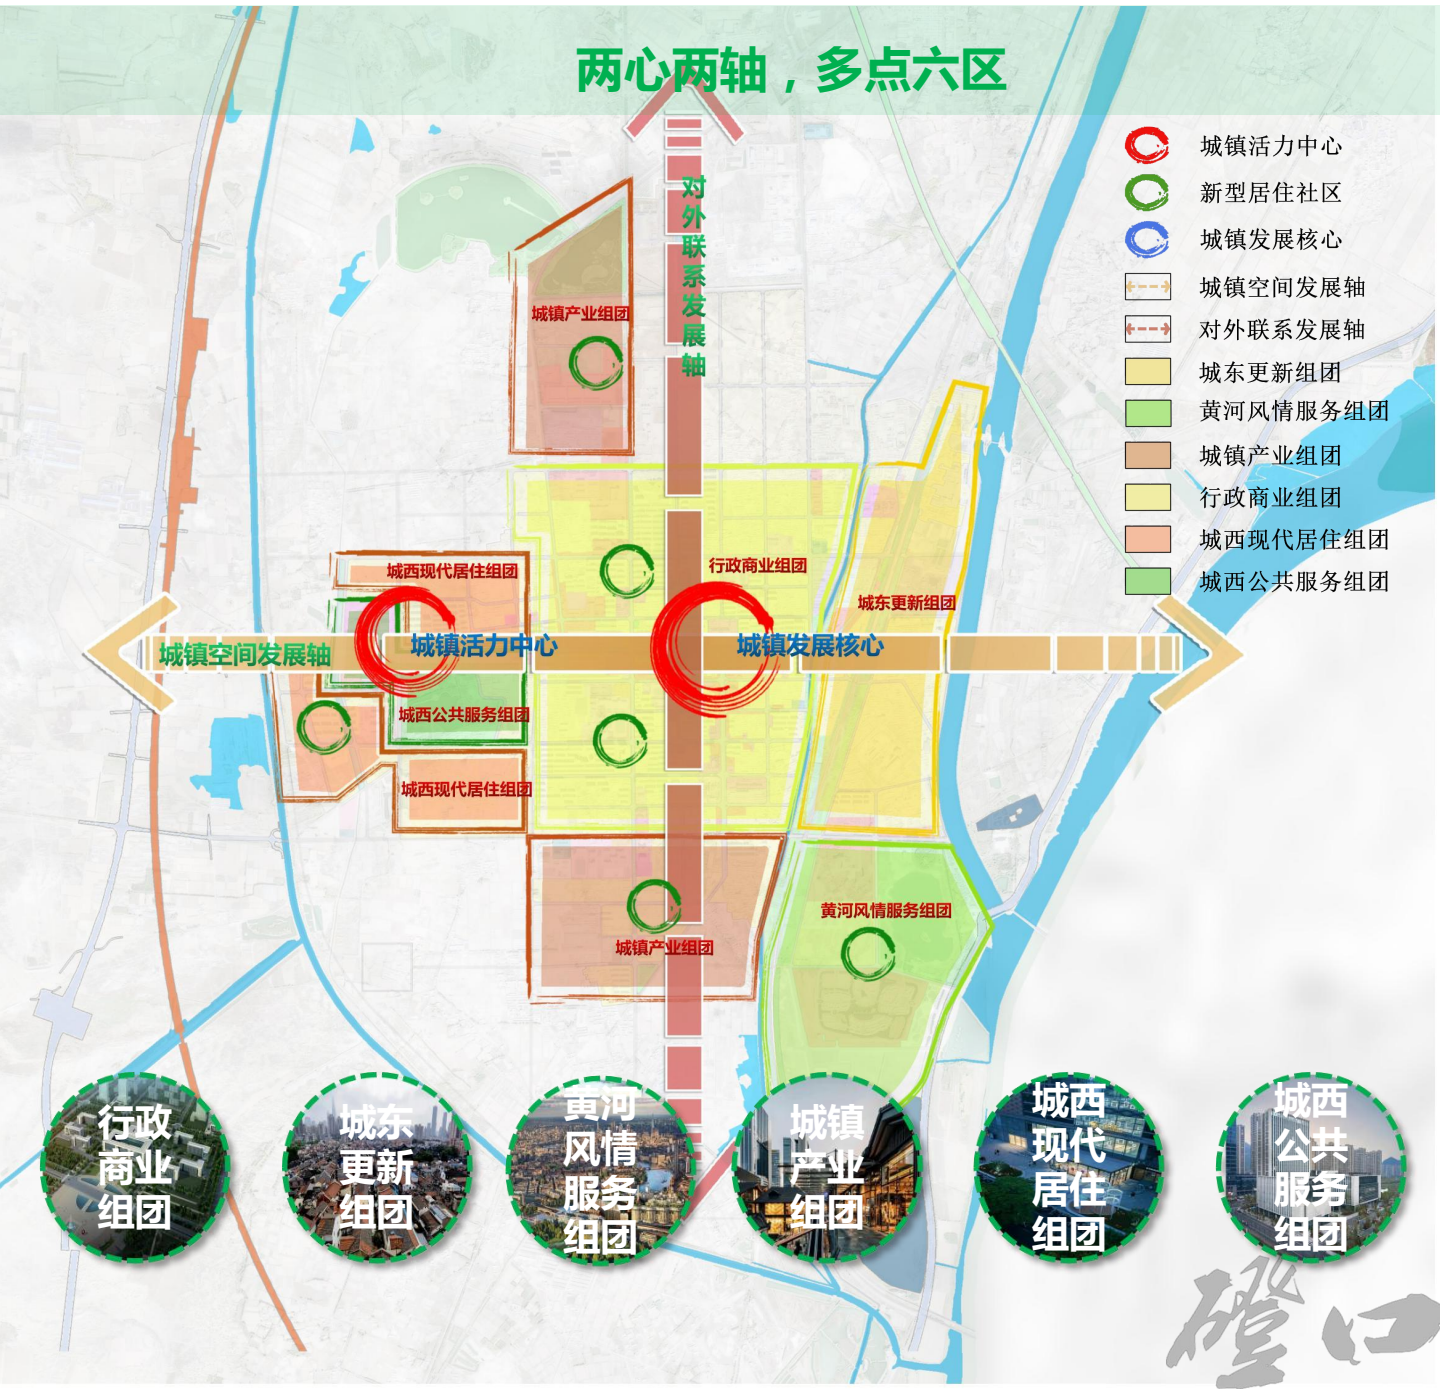 两心两轴，多点六区
城镇活力中心
新型居住社区
城镇发展核心
城镇空间发展轴
对外联系发展轴
城东更新组团
黄河风情服务组团
城镇产业组团
行政商业组团
城西现代居住组团
城西公共服务组团
对外联系发展轴
城镇产业组团
城西现代居住组团
行政商业组团
城东更新组团
城镇空间发展轴
城镇活力中心
城镇发展核心
城西公共服务组团
城西现代居住组团
黄河风情服务组团
城镇产业组团
行政
商业
组团
城东
更新
组团
黄河
风情
服务
组团
城镇
产业
组团
城西
现代
居住
组团
城西
公共
服务
组团
磴口